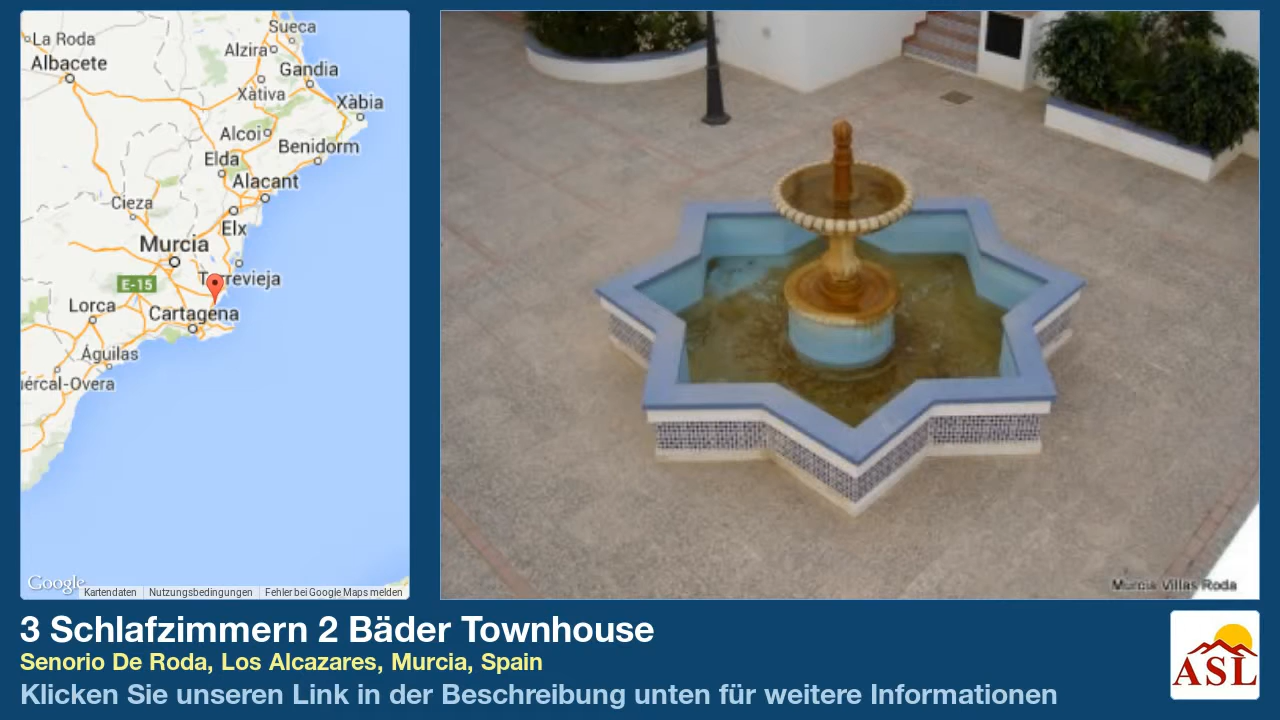 Sueca
La Roda
Alzira
Albacete
Gandia
Xàtiva
Xàbia
Alcoi
Benidorm
Elda
Alacant
Cieza
Elx
Murcia
Torrevieja
E-15
Lorca
Cartagena
Águilas
uércal-Overa
Google
Kartendaten
Nutzungsbedingungen
Fehler bei Google Maps melden
Murcia Villas Roda
3 Schlafzimmern 2 Bäder Townhouse
Senorio De Roda, Los Alcazares, Murcia, Spain
Klicken Sie unseren Link in der Beschreibung unten für weitere Informationen
ASL